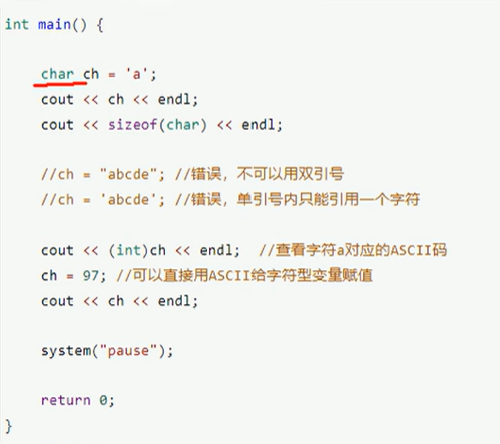 int main() {
char ch = 'a';
cout << ch << endl;
cout << sizeof(char) << endl;
//ch = "abcde"; //错误，不可以用双引号
//ch = 'abcde'; //错误，单引号内只能引用一个字符
cout << (int)ch << endl;  //查看字符a对应的ASCII码
ch = 97; //可以直接用ASCII给字符型变量赋值
cout << ch << endl;
system("pause");
return 0;
}